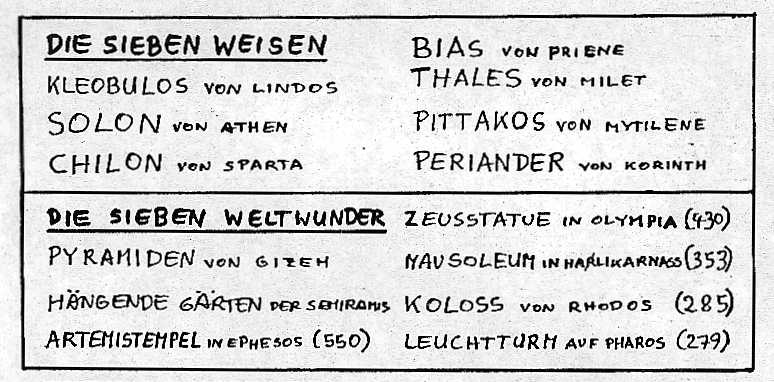 DIE SIEBEN WEISEN
KLEOBULOS VON LINDOS
SOLON VON ATHEN
CHILON VON SPARTA
BIAS VON PRIENE
THALES VON MILET
PITTAKOS VON MYTILENE
PERIANDER VON KORINTH
DIE SIEBEN WELTWUNDER
PYRAMIDEN VON GIZEH
HÄNGENDE GÄRTEN DER SEMIRAMIS
ARTEMISTEMPEL IN EPHESOS (550)
ZEUSSTATUE IN OLYMPIA (430)
MAUSOLEUM IN HARLIKARNASS (353)
KOLOSS VON RHODOS (285)
LEUCHTTURM AUF PHAROS (279)